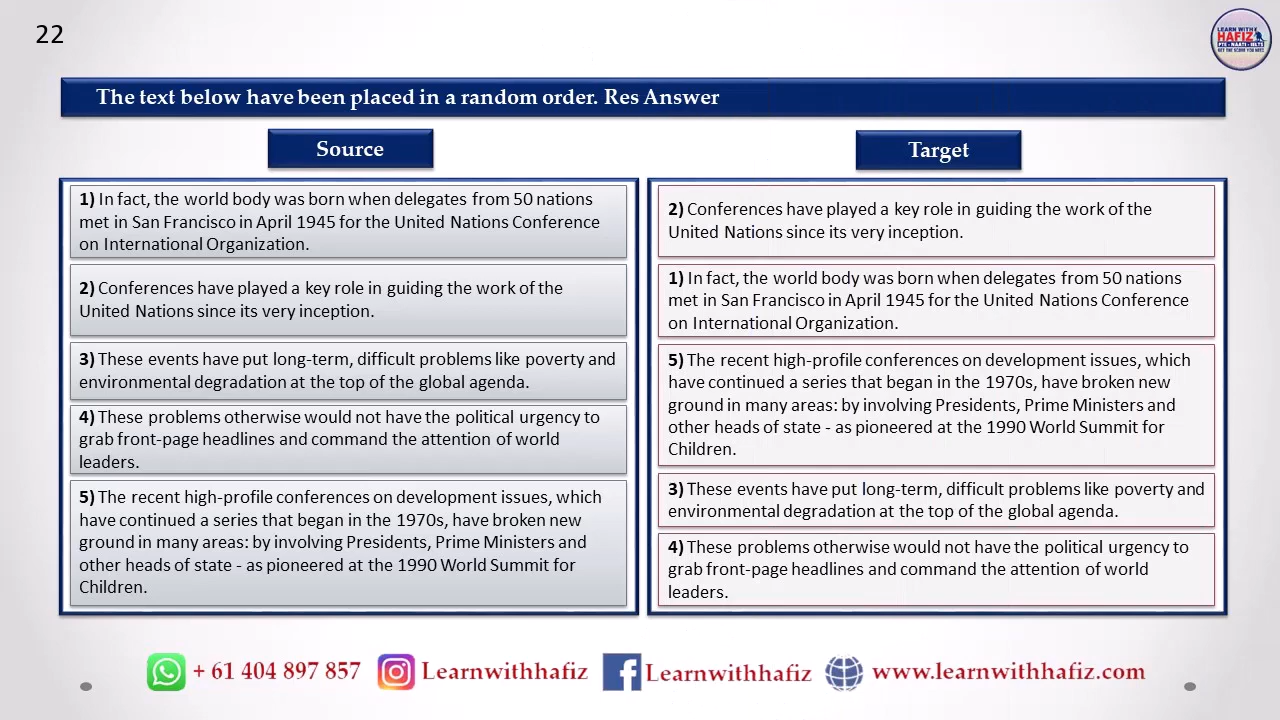 22
LEARN WITH
HAFIZ
PTE - NAATI - IELTS
GET THE SCORE YOU NEED
The text below have been placed in a random order. Res Answer
Source
1) In fact, the world body was born when delegates from 50 nations
met in San Francisco in April 1945 for the United Nations Conference
on International Organization.
2) Conferences have played a key role in guiding the work of the
United Nations since its very inception.
3) These events have put long-term, difficult problems like poverty and
environmental degradation at the top of the global agenda.
4) These problems otherwise would not have the political urgency to
grab front-page headlines and command the attention of world
leaders.
5) The recent high-profile conferences on development issues, which
have continued a series that began in the 1970s, have broken new
ground in many areas: by involving Presidents, Prime Ministers and
other heads of state - as pioneered at the 1990 World Summit for
Children.
Target
2) Conferences have played a key role in guiding the work of the
United Nations since its very inception.
1) In fact, the world body was born when delegates from 50 nations
met in San Francisco in April 1945 for the United Nations Conference
on International Organization.
5) The recent high-profile conferences on development issues, which
have continued a series that began in the 1970s, have broken new
ground in many areas: by involving Presidents, Prime Ministers and
other heads of state - as pioneered at the 1990 World Summit for
Children.
3) These events have put long-term, difficult problems like poverty and
environmental degradation at the top of the global agenda.
4) These problems otherwise would not have the political urgency to
grab front-page headlines and command the attention of world
leaders.
+ 61 404 897 857 Learnwithhafiz Learnwithhafiz www.learnwithhafiz.com